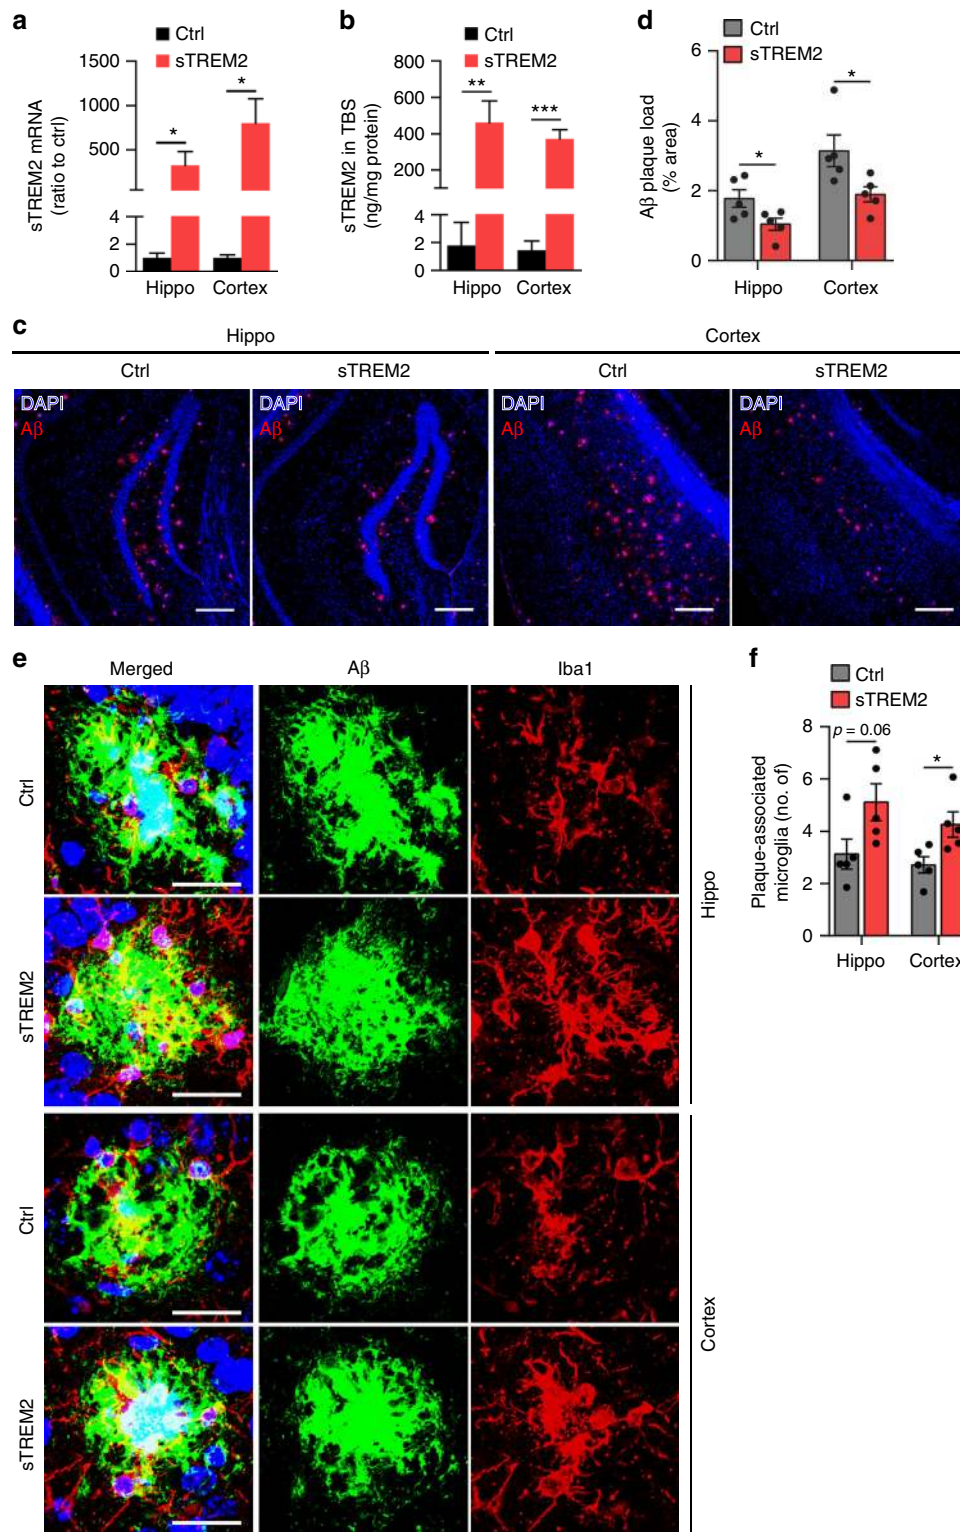 a
Ctrl
sTREM2
sTREM2 mRNA
(ratio to ctrl)
1500
1000
500
4
2
0
*
*
Hippo Cortex
b
Ctrl
sTREM2
sTREM2 in TBS
(ng/mg protein)
800
600
400
200
4
2
0
**
***
Hippo Cortex
d
Ctrl
sTREM2
Aβ plaque load
(% area)
6
4
2
0
*
*
Hippo Cortex
c
Hippo
Cortex
Ctrl
sTREM2
Ctrl
sTREM2
DAPI
Aβ
DAPI
Aβ
DAPI
Aβ
DAPI
Aβ
e
Merged
Aβ
Iba1
Ctrl
sTREM2
Hippo
Ctrl
sTREM2
Cortex
f
Ctrl
sTREM2
Plaque-associated
microglia (no. of)
8
6
4
2
0
p = 0.06
*
Hippo Cortex